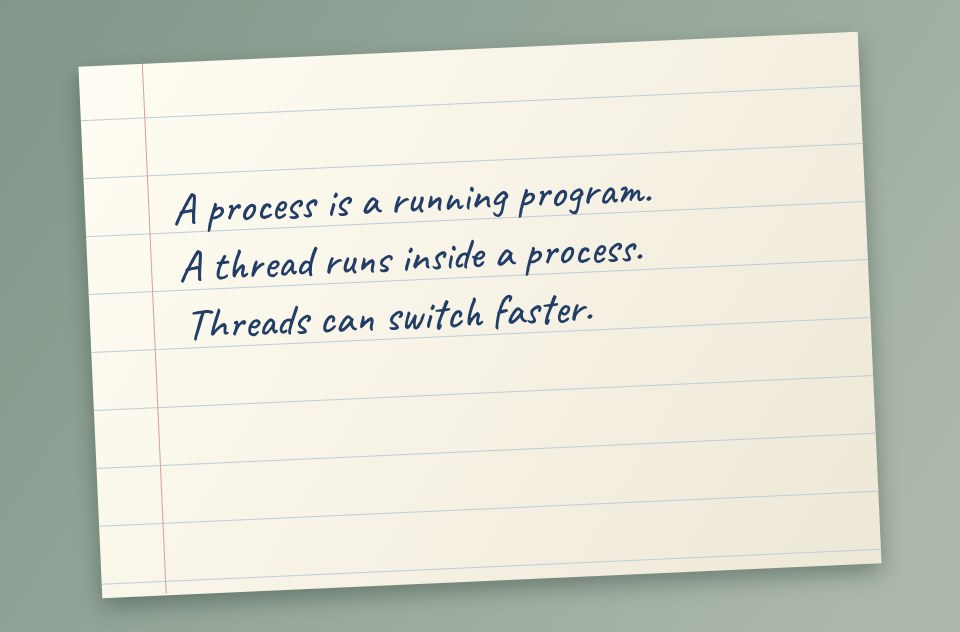 A process is a running program.
A thread runs inside a process.
Threads can switch faster.